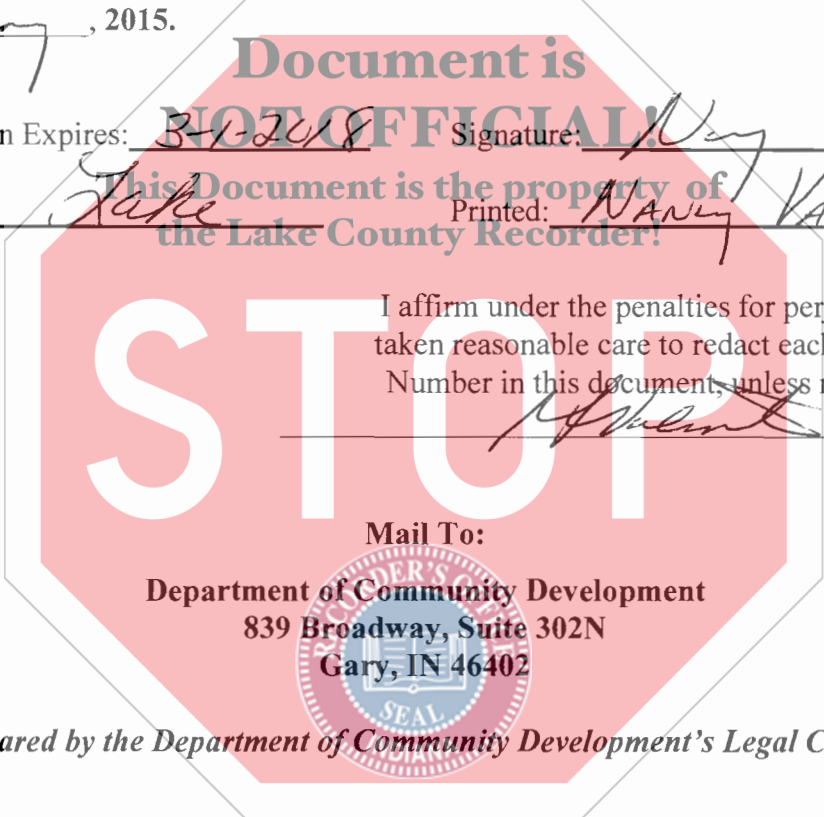 , 2015.
Document is
NOT OFFICIAL!
n Expires: 3-1-2018 Signature:
This Document is the property of
Lake Printed: NANCY VA
the Lake County Recorder!
I affirm under the penalties for per
taken reasonable care to redact each
Number in this document, unless r
STOP
Mail To:
RECORDER'S OFFICE
Department of Community Development
839 Broadway, Suite 302N
Gary, IN 46402
SEAL
ared by the Department of Community Development's Legal C
INDIANA